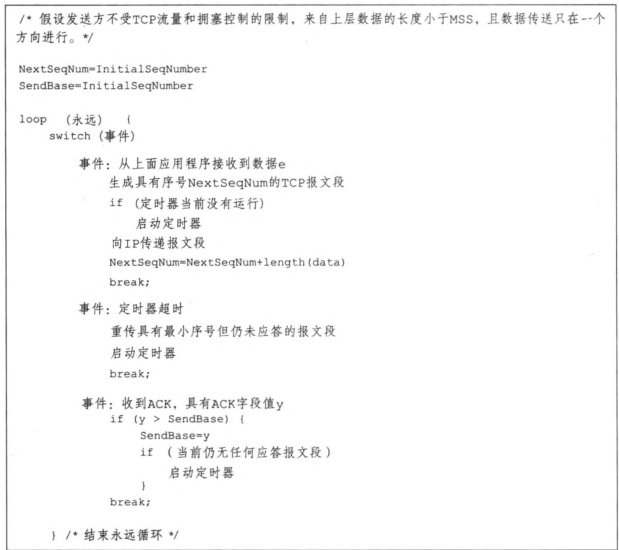 /* 假设发送方不受TCP流量和拥塞控制的限制，来自上层数据的长度小于MSS，且数据传送只在一个
方向进行。*/
NextSeqNum=InitialSeqNumber
SendBase=InitialSeqNumber
loop (永远) {
switch (事件)
事件：从上面应用程序接收到数据e
生成具有序号NextSeqNum的TCP报文段
if (定时器当前没有运行)
启动定时器
向IP传递报文段
NextSeqNum=NextSeqNum+length(data)
break;
事件：定时器超时
重传具有最小序号但仍未应答的报文段
启动定时器
break;
事件：收到ACK，具有ACK字段值y
if (y > SendBase) {
SendBase=y
if (当前仍无任何应答报文段)
启动定时器
}
break;
} /* 结束永远循环 */